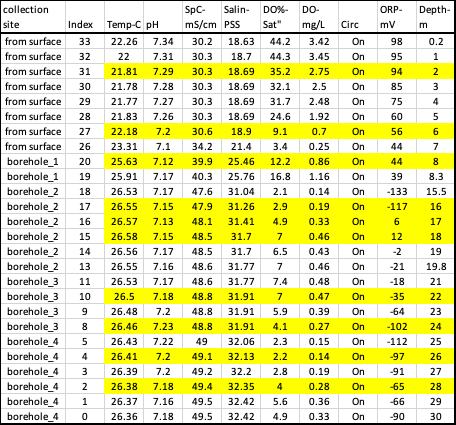 collection site Index Temp-C pH SpC-mS/cm Salin-PSS DO%-Sat" DO-mg/L Circ ORP-mV Depth-m
from surface 33 22.26 7.34 30.2 18.63 44.2 3.42 On 98 0.2
from surface 32 22 7.31 30.3 18.7 44.3 3.45 On 95 1
from surface 31 21.81 7.29 30.3 18.69 35.2 2.75 On 94 2
from surface 30 21.78 7.28 30.3 18.69 32.1 2.5 On 85 3
from surface 29 21.77 7.27 30.3 18.69 31.7 2.48 On 75 4
from surface 28 21.83 7.26 30.3 18.69 24.6 1.92 On 60 5
from surface 27 22.18 7.2 30.6 18.9 9.1 0.7 On 56 6
from surface 26 23.31 7.1 34.2 21.4 3.4 0.25 On 44 7
borehole_1 20 25.63 7.12 39.9 25.46 12.2 0.86 On 44 8
borehole_1 19 25.91 7.17 40.3 25.76 16.8 1.16 On 39 8.3
borehole_2 18 26.53 7.17 47.6 31.04 2.1 0.14 On -133 15.5
borehole_2 17 26.55 7.15 47.9 31.26 2.9 0.19 On -117 16
borehole_2 16 26.57 7.13 48.1 31.41 4.9 0.33 On 6 17
borehole_2 15 26.58 7.15 48.5 31.7 7 0.46 On 12 18
borehole_2 14 26.56 7.17 48.5 31.7 6.5 0.43 On -2 19
borehole_2 13 26.55 7.16 48.6 31.77 7 0.46 On -21 19.8
borehole_3 11 26.53 7.17 48.6 31.77 7.4 0.48 On -18 21
borehole_3 10 26.5 7.18 48.8 31.91 7 0.47 On -35 22
borehole_3 9 26.48 7.2 48.8 31.91 5.9 0.39 On -64 23
borehole_3 8 26.46 7.23 48.8 31.91 4.1 0.27 On -102 24
borehole_4 5 26.43 7.22 49 32.06 2.3 0.15 On -112 25
borehole_4 4 26.41 7.2 49.1 32.13 2.2 0.14 On -97 26
borehole_4 3 26.39 7.2 49.2 32.2 2.8 0.19 On -91 27
borehole_4 2 26.38 7.18 49.4 32.35 4 0.28 On -65 28
borehole_4 1 26.37 7.16 49.5 32.42 5.6 0.36 On -66 29
borehole_4 0 26.36 7.18 49.5 32.42 4.9 0.33 On -90 30